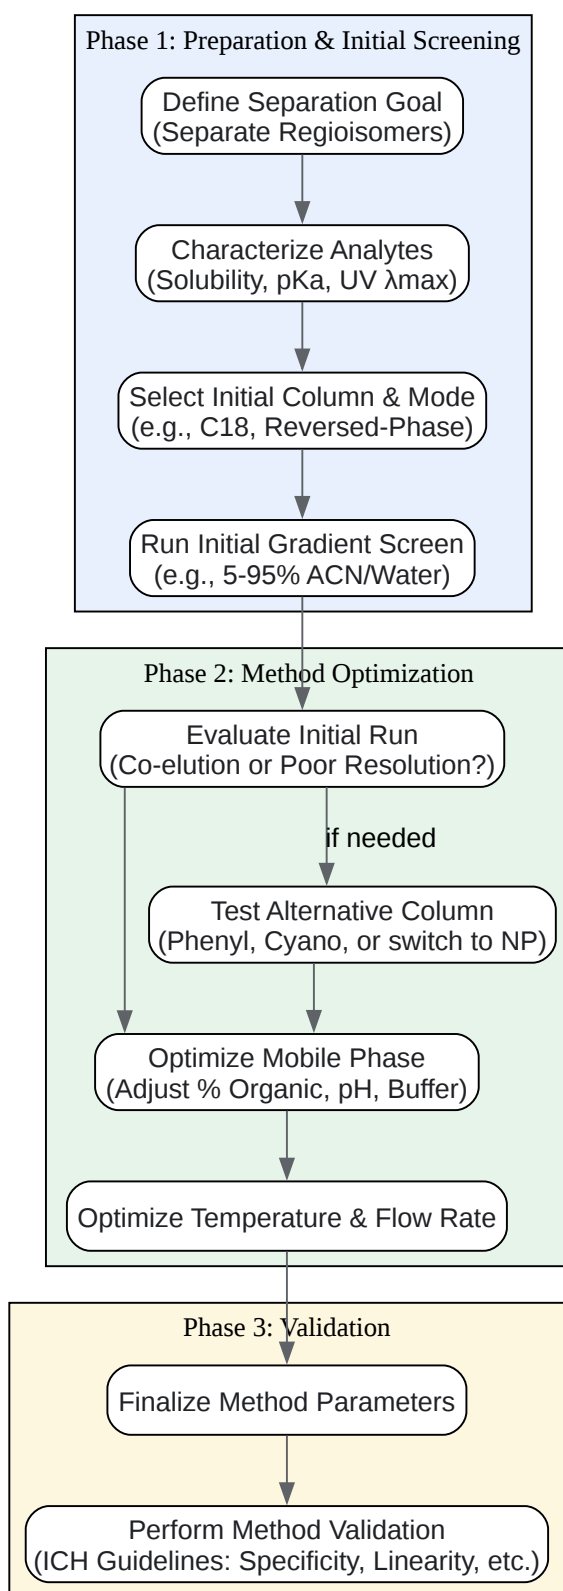 Phase 1: Preparation & Initial Screening
Define Separation Goal
(Separate Regioisomers)
Characterize Analytes
(Solubility, pKa, UV λmax)
Select Initial Column & Mode
(e.g., C18, Reversed-Phase)
Run Initial Gradient Screen
(e.g., 5-95% ACN/Water)
Phase 2: Method Optimization
Evaluate Initial Run
(Co-elution or Poor Resolution?)
if needed
Test Alternative Column
(Phenyl, Cyano, or switch to NP)
Optimize Mobile Phase
(Adjust % Organic, pH, Buffer)
Optimize Temperature & Flow Rate
Phase 3: Validation
Finalize Method Parameters
Perform Method Validation
(ICH Guidelines: Specificity, Linearity, etc.)